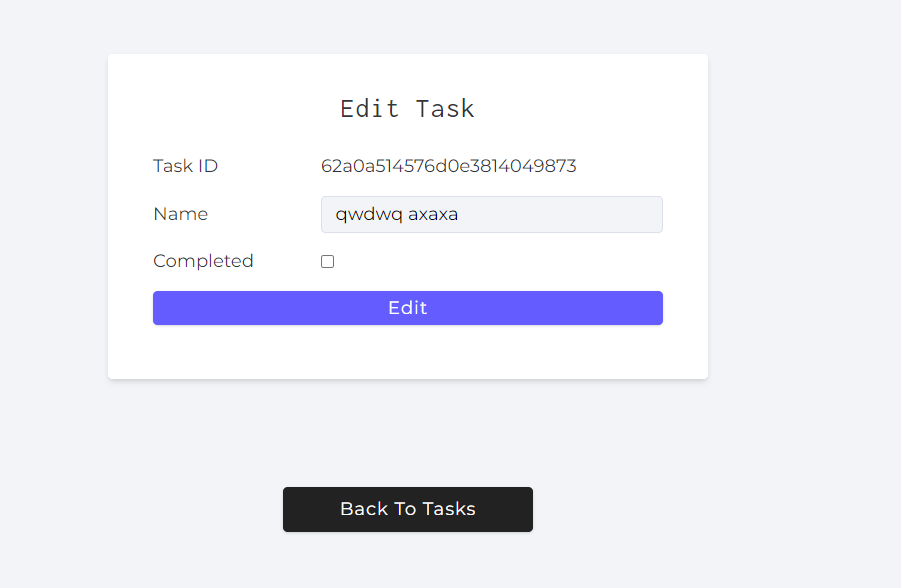 Edit Task
Task ID 62a0a514576d0e3814049873
Name qwdwq axaxa
Completed
Edit
Back To Tasks